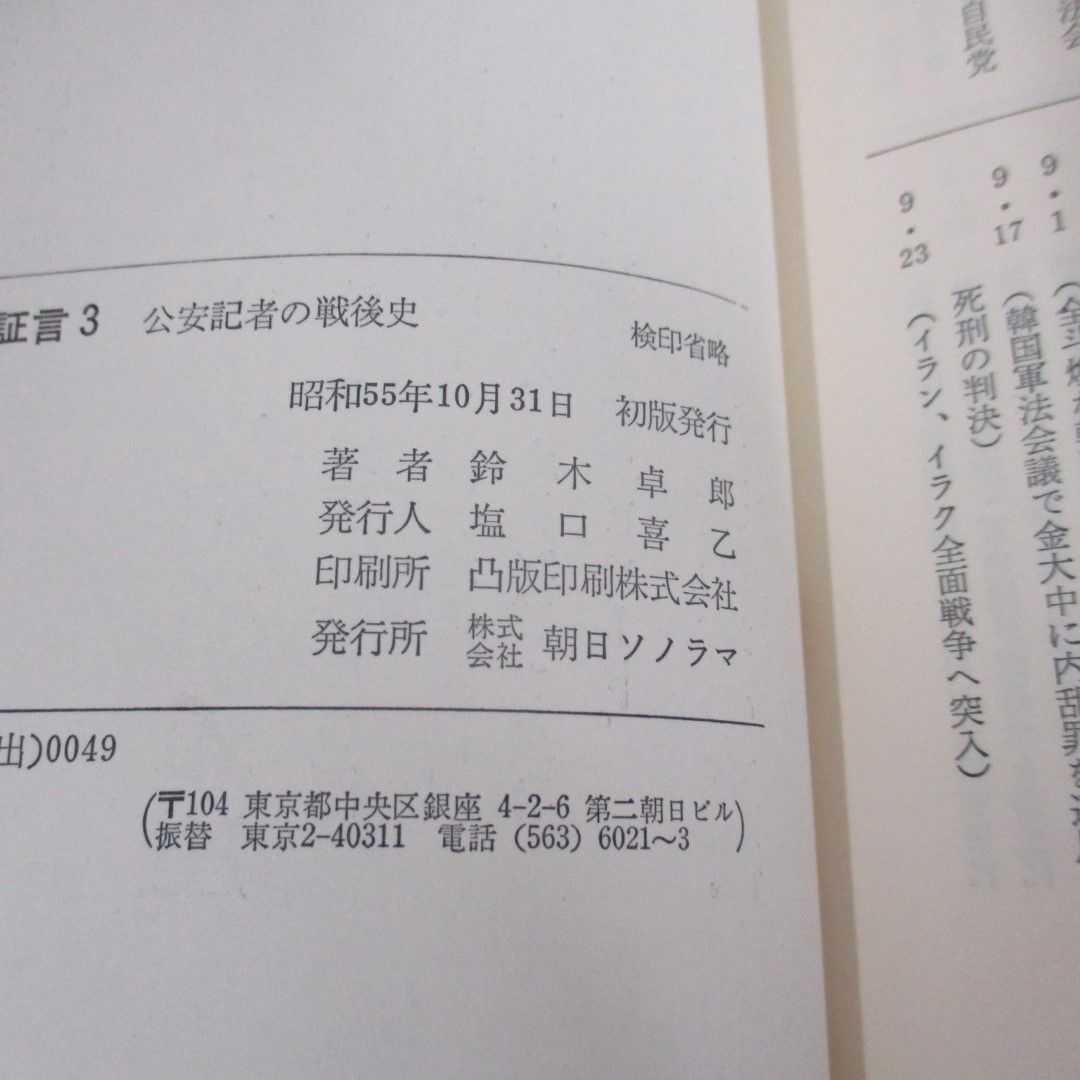 証言3 公安記者の戦後史
検印省略
昭和55年10月31日 初版発行
著者 鈴木卓郎
発行人 塩口喜乙
印刷所 凸版印刷株式会社
発行所 株式会社 朝日ソノラマ
出)0049
(〒104 東京都中央区銀座 4-2-6 第二朝日ビル
振替 東京2-40311 電話 (563) 6021〜3)
自民党
9・1
9・17 (韓国軍法会議で金大中に内乱罪
死刑の判決)
9・23 (イラン、イラク全面戦争へ突入)